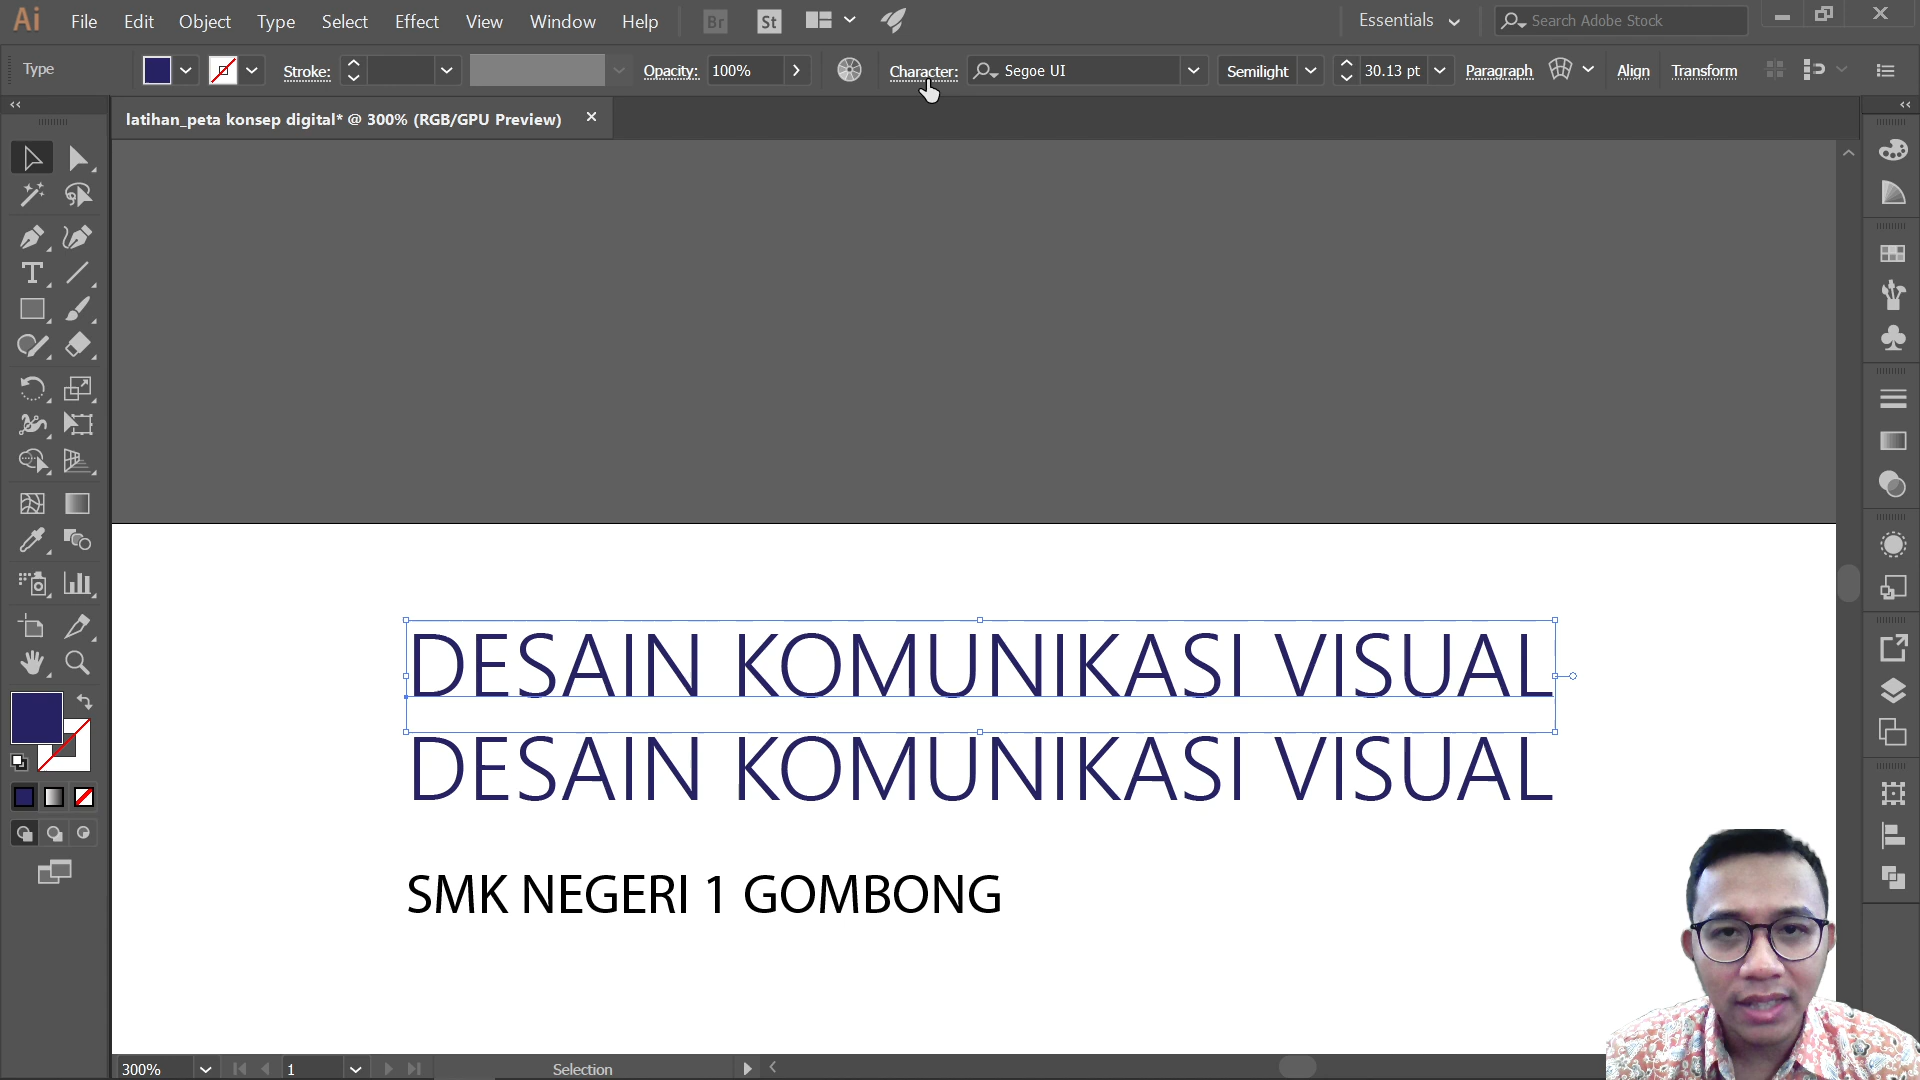 Ai File Edit Object Type Select Effect View Window Help Br St Essentials Search Adobe Stock
Type Stroke: Opacity: 100% Character: Segoe UI Semilight 30.13 pt Paragraph Align Transform
latihan_peta konsep digital* @ 300% (RGB/GPU Preview)
DESAIN KOMUNIKASI VISUAL
DESAIN KOMUNIKASI VISUAL
SMK NEGERI 1 GOMBONG
300% 1 Selection